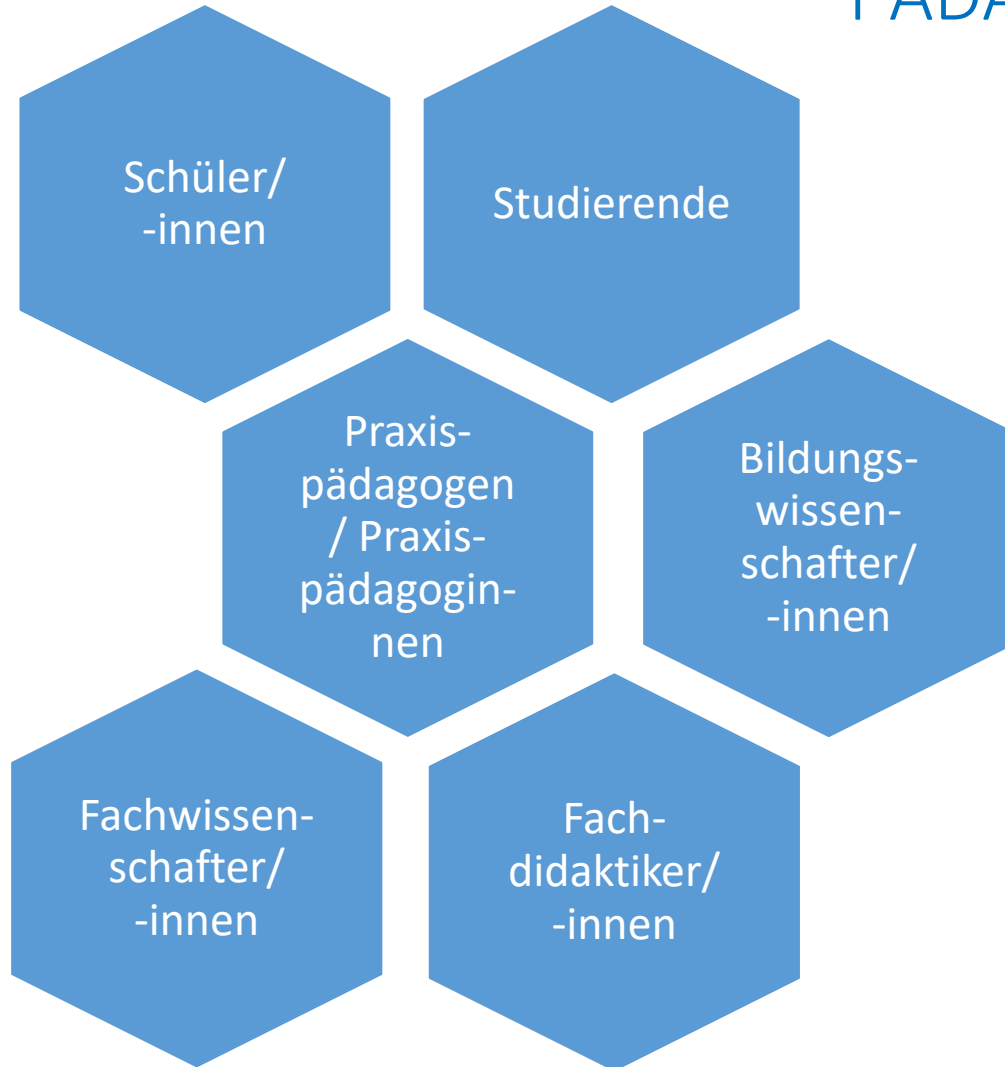 Schüler/
-innen
Studierende
Praxis-
pädagogen
/ Praxis-
pädagogin-
nen
Bildungs-
wissen-
schafter/
-innen
Fachwissen-
schafter/
-innen
Fach-
didaktiker/
-innen